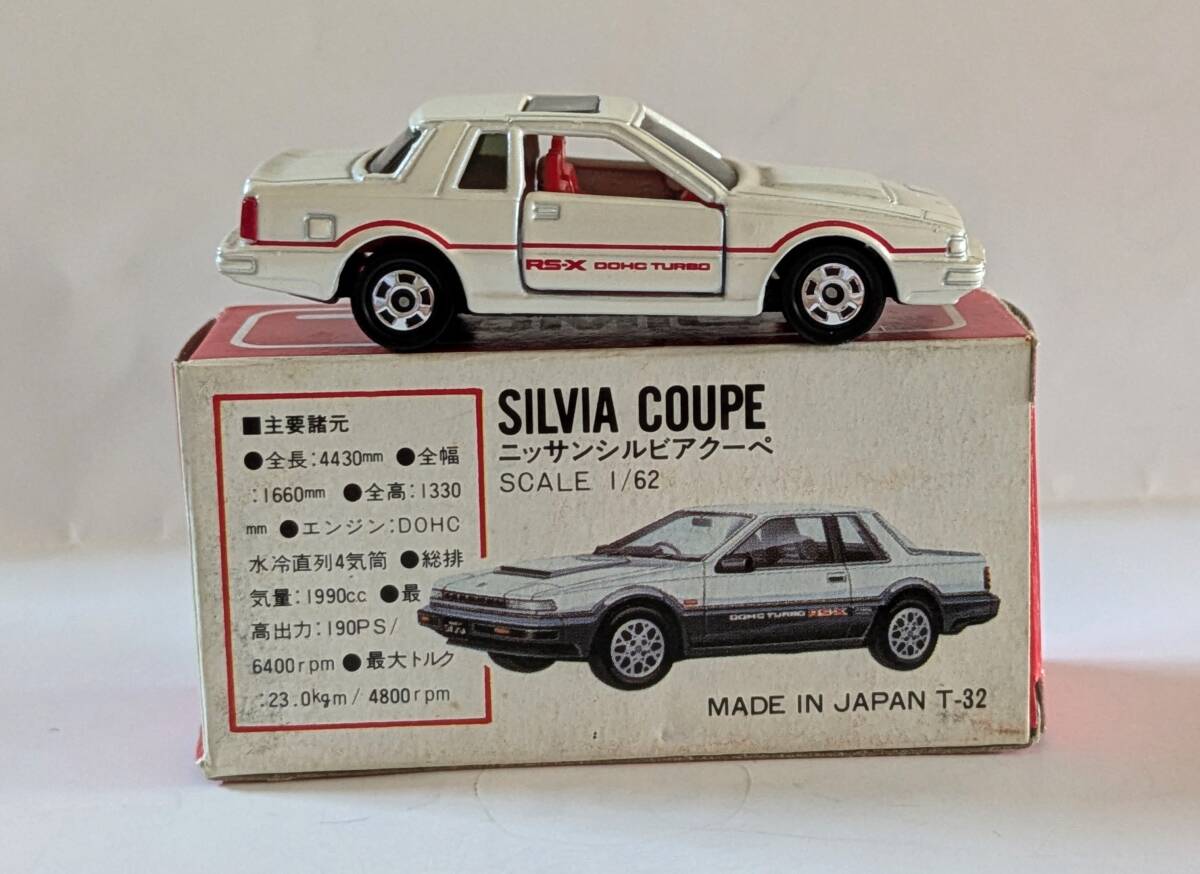 RS-X DOHC TURBO
■主要諸元
●全長:4430mm ●全幅
:1660mm ●全高:1330
mm ●エンジン:DOHC
水冷直列4気筒 ●総排
気量:1990cc ●最
高出力:190PS/
6400rpm ●最大トルク
:23.0kgm/4800rpm
SILVIA COUPE
ニッサンシルビアクーペ
SCALE 1/62
DOHC TURBO RS-X
MADE IN JAPAN T-32